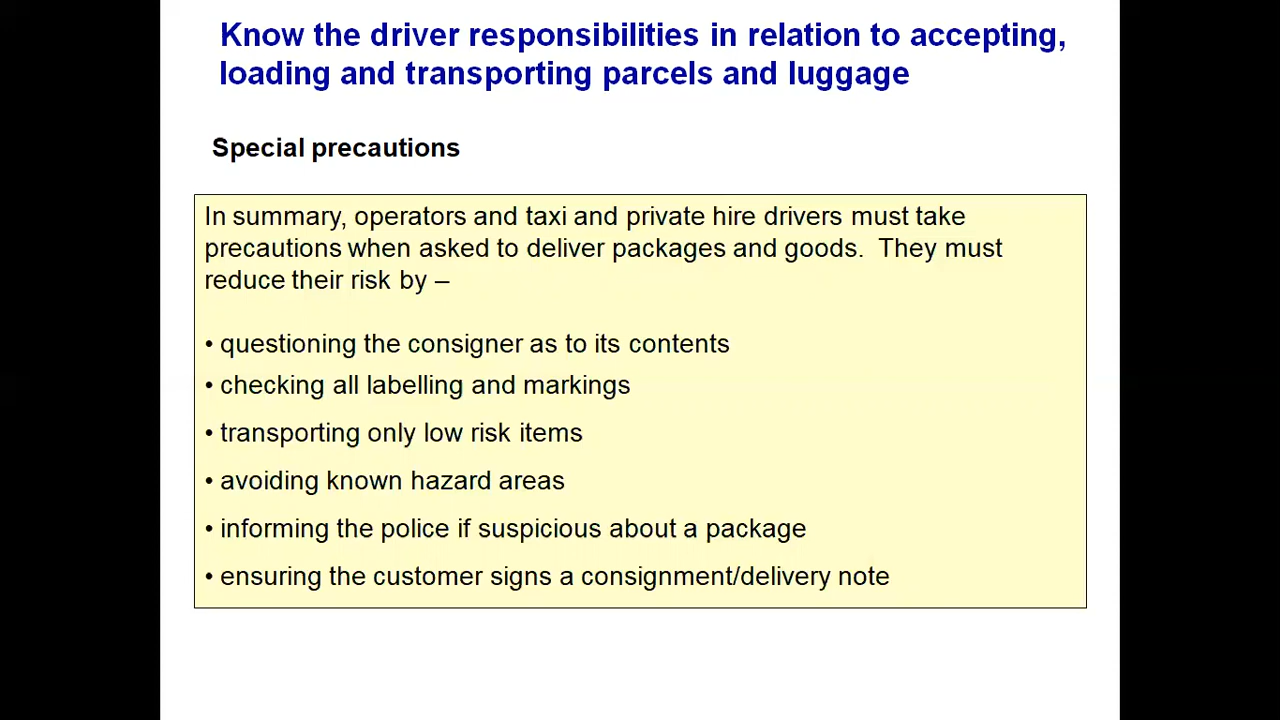 Know the driver responsibilities in relation to accepting,
loading and transporting parcels and luggage
Special precautions
In summary, operators and taxi and private hire drivers must take
precautions when asked to deliver packages and goods.  They must
reduce their risk by –
• questioning the consigner as to its contents
• checking all labelling and markings
• transporting only low risk items
• avoiding known hazard areas
• informing the police if suspicious about a package
• ensuring the customer signs a consignment/delivery note